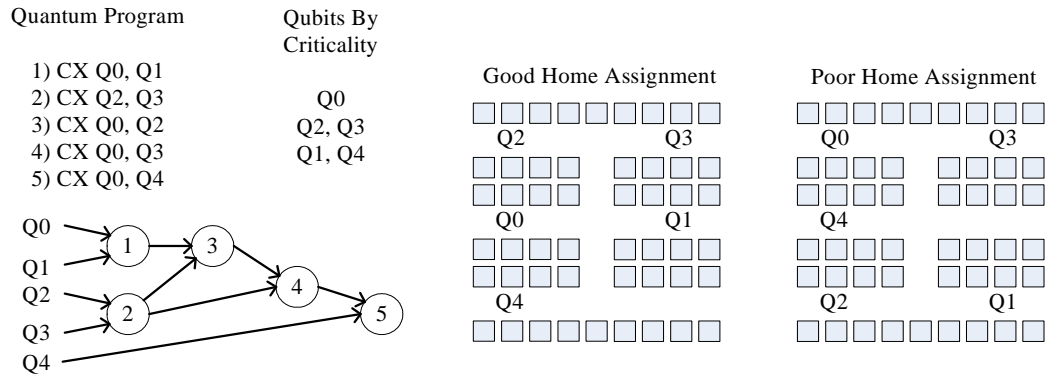 Quantum Program
1) CX Q0, Q1
2) CX Q2, Q3
3) CX Q0, Q2
4) CX Q0, Q3
5) CX Q0, Q4
Qubits By
Criticality
Q0
Q2, Q3
Q1, Q4
Q0
Q1
Q2
Q3
Q4
1
2
3
4
5
Good Home Assignment
Q2 Q3
Q0 Q1
Q4
Poor Home Assignment
Q0 Q3
Q4
Q2 Q1